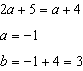 2a + 5 = a + 4
a = −1
b = −1 + 4 = 3